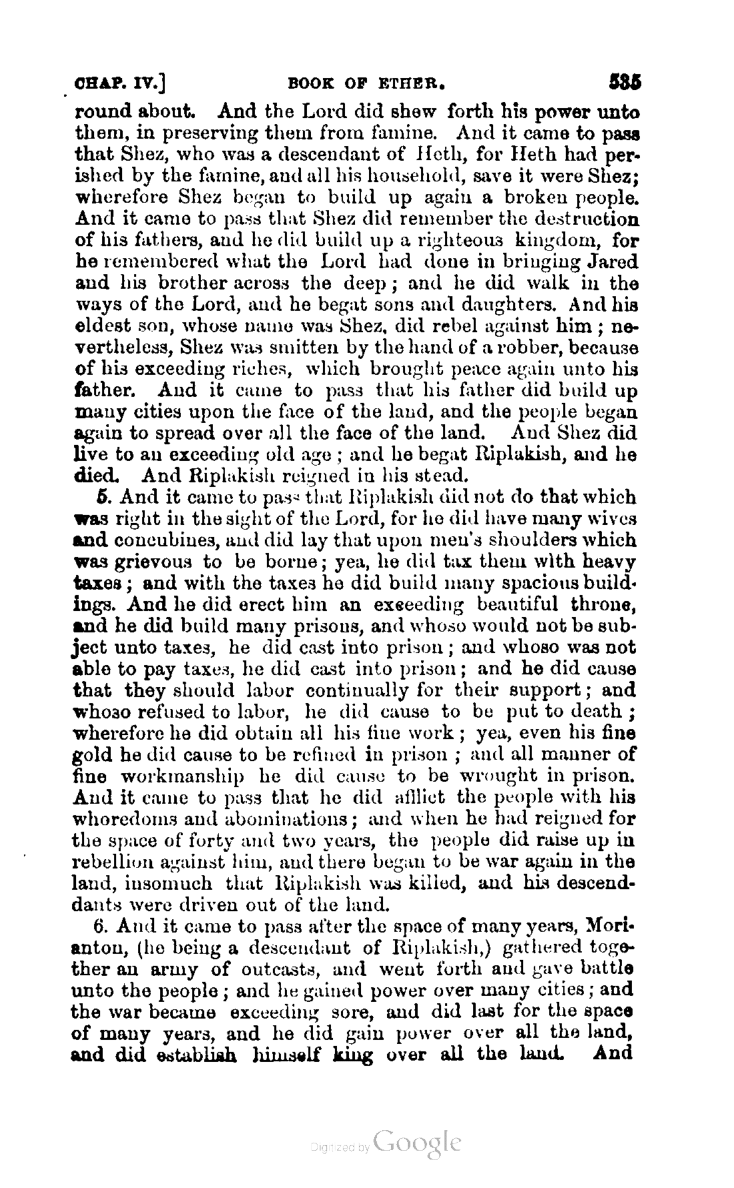 CHAP. IV.] BOOK OF ETHER. 535
round about. And the Lord did shew forth his power unto
them, in preserving them from famine. And it came to pass
that Shez, who was a descendant of Heth, for Heth had per-
ished by the famine, and all his household, save it were Shez;
wherefore Shez began to build up again a broken people.
And it came to pass that Shez did remember the destruction
of his fathers, and he did build up a righteous kingdom, for
he remembered what the Lord had done in bringing Jared
and his brother across the deep; and he did walk in the
ways of the Lord, and he begat sons and daughters. And his
eldest son, whose name was Shez, did rebel against him; ne-
vertheless, Shez was smitten by the hand of a robber, because
of his exceeding riches, which brought peace again unto his
father. And it came to pass that his father did build up
many cities upon the face of the land, and the people began
again to spread over all the face of the land. And Shez did
live to an exceeding old age; and he begat Riplakish, and he
died. And Riplakish reigned in his stead.
5. And it came to pass that Riplakish did not do that which
was right in the sight of the Lord, for he did have many wives
and concubines, and did lay that upon men's shoulders which
was grievous to be borne; yea, he did tax them with heavy
taxes; and with the taxes he did build many spacious build-
ings. And he did erect him an exeeeding beautiful throne,
and he did build many prisons, and whoso would not be sub-
ject unto taxes, he did cast into prison; and whoso was not
able to pay taxes, he did cast into prison; and he did cause
that they should labor continually for their support; and
whoso refused to labor, he did cause to be put to death;
wherefore he did obtain all his fine work; yea, even his fine
gold he did cause to be refined in prison; and all manner of
fine workmanship he did cause to be wrought in prison.
And it came to pass that he did afflict the people with his
whoredoms and abominations; and when he had reigned for
the space of forty and two years, the people did raise up in
rebellion against him, and there began to be war again in the
land, insomuch that Riplakish was killed, and his descend-
dants were driven out of the land.
6. And it came to pass after the space of many years, Mori-
anton, (he being a descendant of Riplakish,) gathered toge-
ther an army of outcasts, and went forth and gave battle
unto the people; and he gained power over many cities; and
the war became exceeding sore, and did last for the space
of many years, and he did gain power over all the land,
and did establish himself king over all the land. And
Digitized by Google